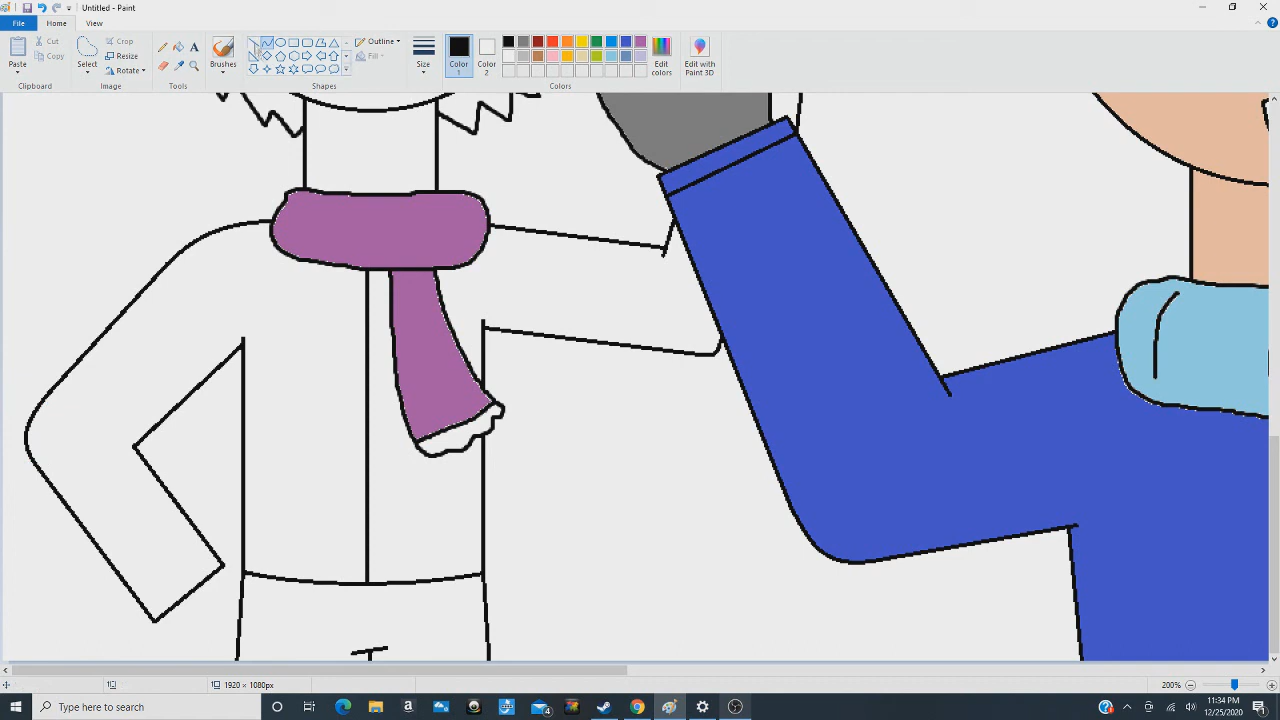 Untitled - Paint
File Home View
Paste
Cut
Copy
Clipboard
Select
Crop
Resize
Rotate
Image
Tools
Brushes
Shapes
Outline
Fill
Size
Color 1
Color 2
Edit colors
Colors
Edit with Paint 3D
1920 × 1080px
200%
Type here to search
4
11:34 PM
12/25/2020